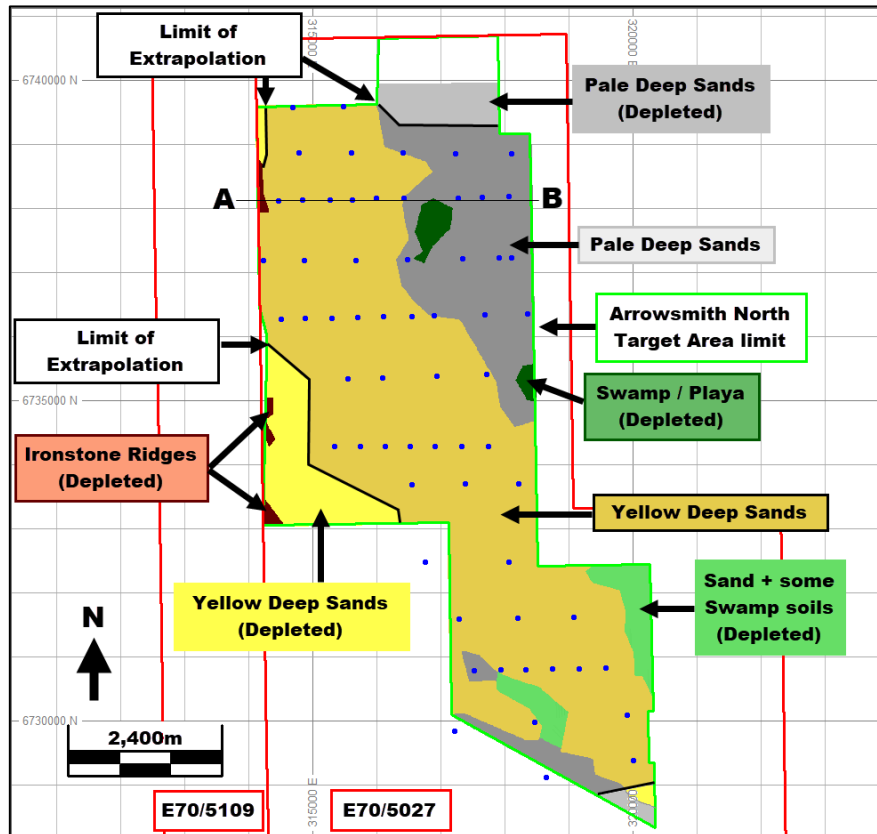 Limit of
Extrapolation
315000 E
6740000 N
Pale Deep Sands
(Depleted)
A
B
Pale Deep Sands
Arrowsmith North
Target Area limit
Limit of
Extrapolation
6735000 N
Swamp / Playa
(Depleted)
Ironstone Ridges
(Depleted)
Yellow Deep Sands
Yellow Deep Sands
(Depleted)
Sand + some
Swamp soils
(Depleted)
N
6730000 N
2,400m
E70/5109
E70/5027
315000 E